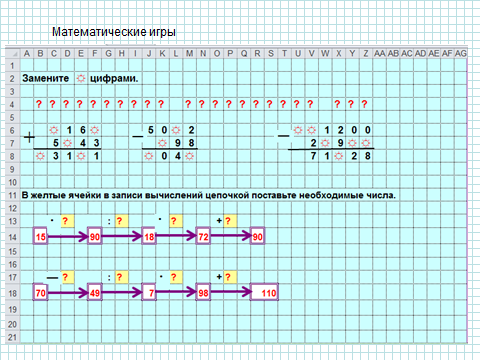 Математические игры
A B C D E F G H I J K L M N O P Q R S T U V W X Y Z AA AB AC AD AE AF AG
1
2 Замените ☼ цифрами.
3
4 ? ? ? ? ? ? ? ? ? ? ? ? ? ? ? ? ? ? ? ? ? ? ?
5
6 + ☼ 1 6 ☼ — 5 0 ☼ 2 — ☼ ☼ 1 2 0 0
7 5 ☼ 4 3 ☼ 9 8 2 ☼ 9 ☼ ☼
8 ☼ 3 1 ☼ 1 ☼ 0 4 ☼ 7 1 ☼ 2 8
9
10
11 В желтые ячейки в записи вычислений цепочкой поставьте необходимые числа.
12
13 · ? : ? · ? + ?
14 15 90 18 72 90
15
16
17 — ? : ? · ? + ?
18 70 49 7 98 110
19
20
21